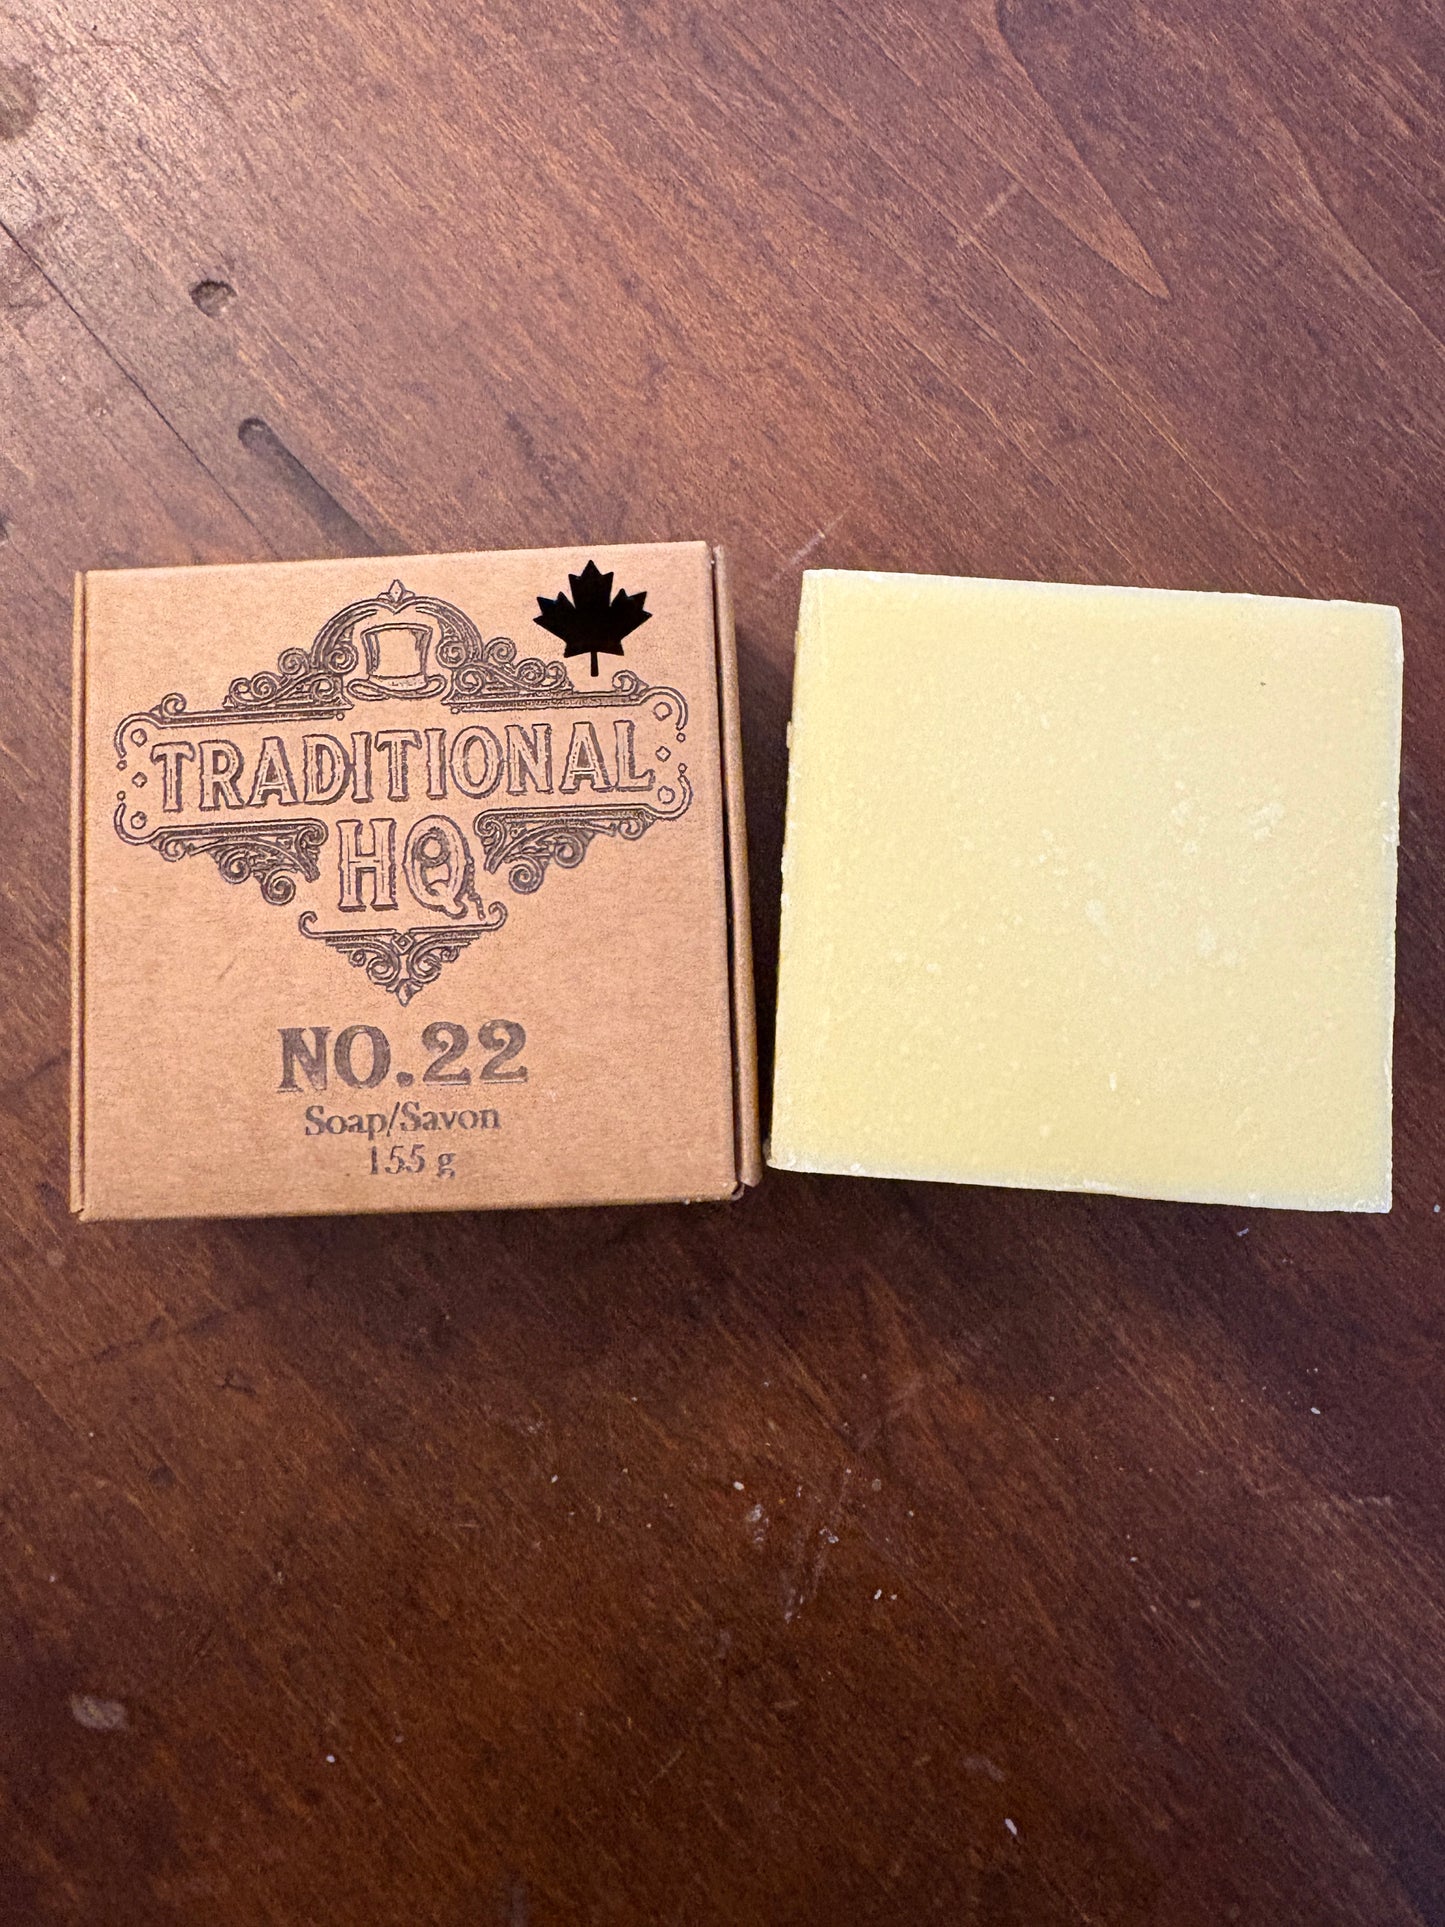 TRADITIONAL
HQ
NO.22
Soap/Savon
155 g